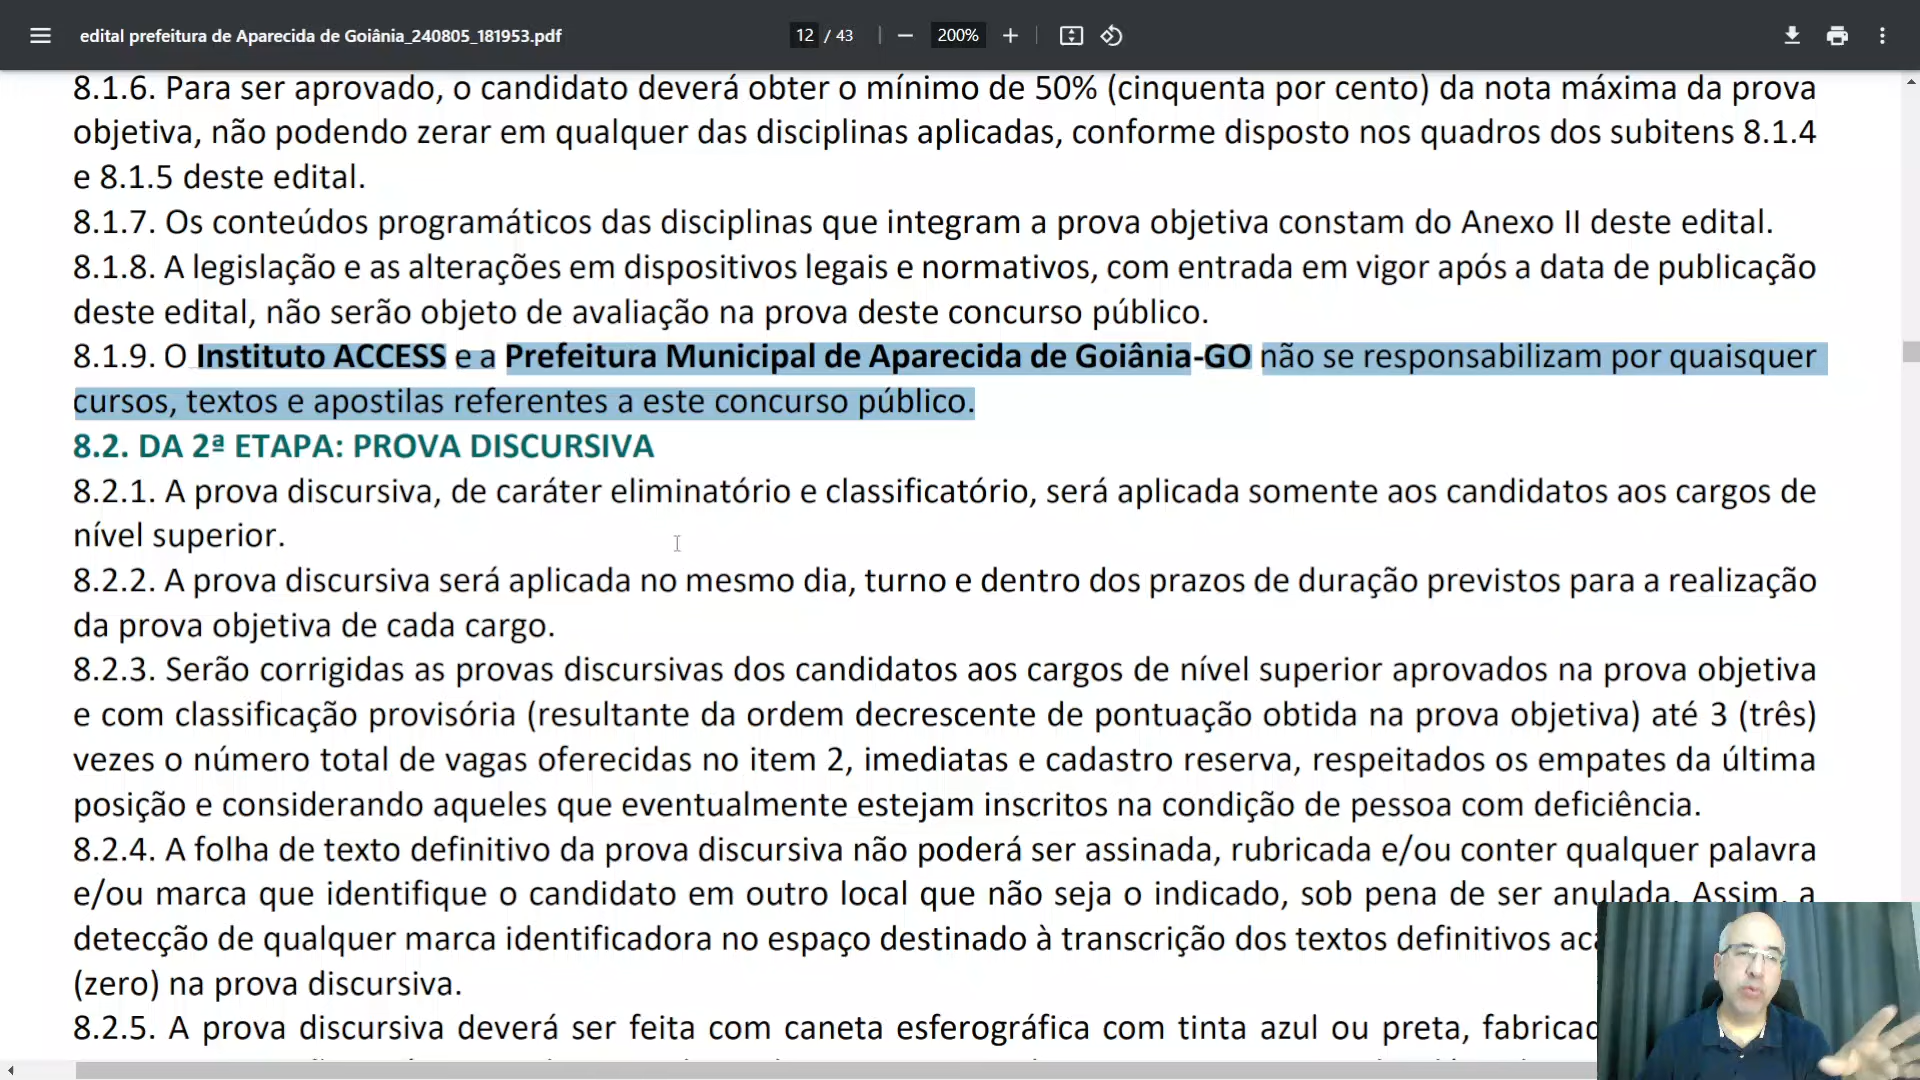 edital prefeitura de Aparecida de Goiânia_240805_181953.pdf
12 / 43
200%
8.1.6. Para ser aprovado, o candidato deverá obter o mínimo de 50% (cinquenta por cento) da nota máxima da prova
objetiva, não podendo zerar em qualquer das disciplinas aplicadas, conforme disposto nos quadros dos subitens 8.1.4
e 8.1.5 deste edital.
8.1.7. Os conteúdos programáticos das disciplinas que integram a prova objetiva constam do Anexo II deste edital.
8.1.8. A legislação e as alterações em dispositivos legais e normativos, com entrada em vigor após a data de publicação
deste edital, não serão objeto de avaliação na prova deste concurso público.
8.1.9. O Instituto ACCESS e a Prefeitura Municipal de Aparecida de Goiânia-GO não se responsabilizam por quaisquer
cursos, textos e apostilas referentes a este concurso público.
8.2. DA 2ª ETAPA: PROVA DISCURSIVA
8.2.1. A prova discursiva, de caráter eliminatório e classificatório, será aplicada somente aos candidatos aos cargos de
nível superior.
8.2.2. A prova discursiva será aplicada no mesmo dia, turno e dentro dos prazos de duração previstos para a realização
da prova objetiva de cada cargo.
8.2.3. Serão corrigidas as provas discursivas dos candidatos aos cargos de nível superior aprovados na prova objetiva
e com classificação provisória (resultante da ordem decrescente de pontuação obtida na prova objetiva) até 3 (três)
vezes o número total de vagas oferecidas no item 2, imediatas e cadastro reserva, respeitados os empates da última
posição e considerando aqueles que eventualmente estejam inscritos na condição de pessoa com deficiência.
8.2.4. A folha de texto definitivo da prova discursiva não poderá ser assinada, rubricada e/ou conter qualquer palavra
e/ou marca que identifique o candidato em outro local que não seja o indicado, sob pena de ser anulada. Assim, a
detecção de qualquer marca identificadora no espaço destinado à transcrição dos textos definitivos
(zero) na prova discursiva.
8.2.5. A prova discursiva deverá ser feita com caneta esferográfica com tinta azul ou preta,